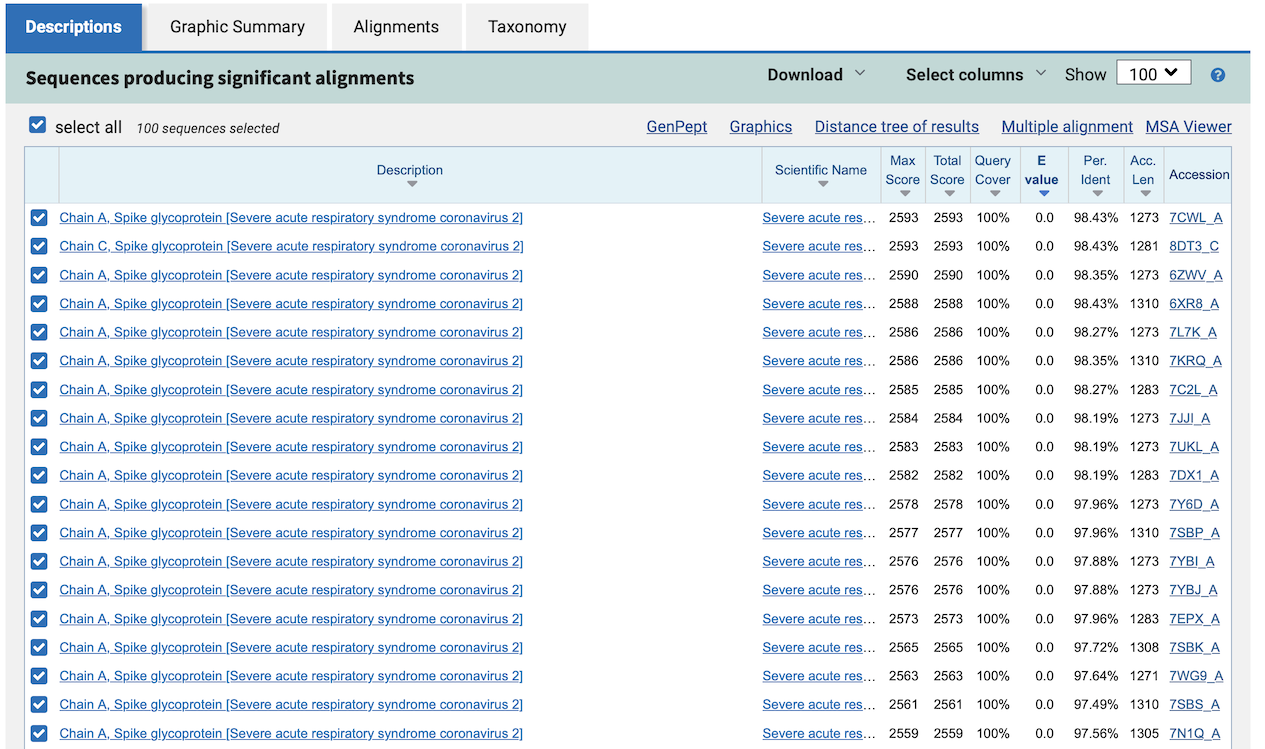 Descriptions Graphic Summary Alignments Taxonomy
Sequences producing significant alignments Download Select columns Show 100 ?
select all 100 sequences selected GenPept Graphics Distance tree of results Multiple alignment MSA Viewer
Description Scientific Name Max Score Total Score Query Cover E value Per. Ident Acc. Len Accession
Chain A, Spike glycoprotein [Severe acute respiratory syndrome coronavirus 2] Severe acute res... 2593 2593 100% 0.0 98.43% 1273 7CWL_A
Chain C, Spike glycoprotein [Severe acute respiratory syndrome coronavirus 2] Severe acute res... 2593 2593 100% 0.0 98.43% 1281 8DT3_C
Chain A, Spike glycoprotein [Severe acute respiratory syndrome coronavirus 2] Severe acute res... 2590 2590 100% 0.0 98.35% 1273 6ZWV_A
Chain A, Spike glycoprotein [Severe acute respiratory syndrome coronavirus 2] Severe acute res... 2588 2588 100% 0.0 98.43% 1310 6XR8_A
Chain A, Spike glycoprotein [Severe acute respiratory syndrome coronavirus 2] Severe acute res... 2586 2586 100% 0.0 98.27% 1273 7L7K_A
Chain A, Spike glycoprotein [Severe acute respiratory syndrome coronavirus 2] Severe acute res... 2586 2586 100% 0.0 98.35% 1310 7KRQ_A
Chain A, Spike glycoprotein [Severe acute respiratory syndrome coronavirus 2] Severe acute res... 2585 2585 100% 0.0 98.27% 1283 7C2L_A
Chain A, Spike glycoprotein [Severe acute respiratory syndrome coronavirus 2] Severe acute res... 2584 2584 100% 0.0 98.19% 1273 7JJI_A
Chain A, Spike glycoprotein [Severe acute respiratory syndrome coronavirus 2] Severe acute res... 2583 2583 100% 0.0 98.19% 1273 7UKL_A
Chain A, Spike glycoprotein [Severe acute respiratory syndrome coronavirus 2] Severe acute res... 2582 2582 100% 0.0 98.19% 1283 7DX1_A
Chain A, Spike glycoprotein [Severe acute respiratory syndrome coronavirus 2] Severe acute res... 2578 2578 100% 0.0 97.96% 1273 7Y6D_A
Chain A, Spike glycoprotein [Severe acute respiratory syndrome coronavirus 2] Severe acute res... 2577 2577 100% 0.0 97.96% 1310 7SBP_A
Chain A, Spike glycoprotein [Severe acute respiratory syndrome coronavirus 2] Severe acute res... 2576 2576 100% 0.0 97.88% 1273 7YBI_A
Chain A, Spike glycoprotein [Severe acute respiratory syndrome coronavirus 2] Severe acute res... 2576 2576 100% 0.0 97.88% 1273 7YBJ_A
Chain A, Spike glycoprotein [Severe acute respiratory syndrome coronavirus 2] Severe acute res... 2573 2573 100% 0.0 97.96% 1283 7EPX_A
Chain A, Spike glycoprotein [Severe acute respiratory syndrome coronavirus 2] Severe acute res... 2565 2565 100% 0.0 97.72% 1308 7SBK_A
Chain A, Spike glycoprotein [Severe acute respiratory syndrome coronavirus 2] Severe acute res... 2563 2563 100% 0.0 97.64% 1271 7WG9_A
Chain A, Spike glycoprotein [Severe acute respiratory syndrome coronavirus 2] Severe acute res... 2561 2561 100% 0.0 97.49% 1310 7SBS_A
Chain A, Spike glycoprotein [Severe acute respiratory syndrome coronavirus 2] Severe acute res... 2559 2559 100% 0.0 97.56% 1305 7N1Q_A